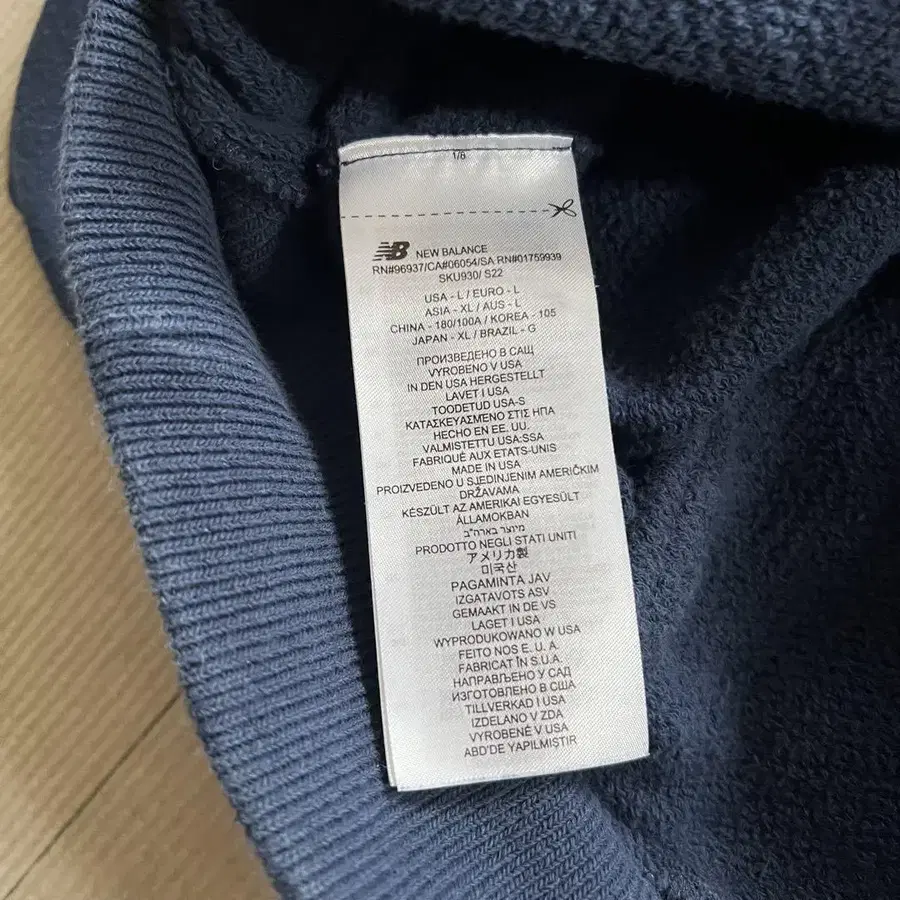 1/8
NB NEW BALANCE
RN#96937/CA#06054/SA RN#01759939
SKU930/ S22
USA - L / EURO - L
ASIA - XL / AUS - L
CHINA - 180/100A / KOREA - 105
JAPAN - XL / BRAZIL - G
ПРОИЗВЕДЕНО В САЩ
VYROBENO V USA
IN DEN USA HERGESTELLT
LAVET I USA
TOODETUD USA-S
ΚΑΤΑΣΚΕΥΑΣΜΕΝΟ ΣΤΙΣ ΗΠΑ
HECHO EN EE. UU.
VALMISTETTU USA:SSA
FABRIQUÉ AUX ETATS-UNIS
MADE IN USA
PROIZVEDENO U SJEDINJENIM AMERIČKIM
DRŽAVAMA
KÉSZÜLT AZ AMERIKAI EGYESÜLT
ÁLLAMOKBAN
מיוצר בארה"ב
PRODOTTO NEGLI STATI UNITI
アメリカ製
미국산
PAGAMINTA JAV
IZGATAVOTS ASV
GEMAAKT IN DE VS
LAGET I USA
WYPRODUKOWANO W USA
FEITO NOS E. U. A.
FABRICAT ÎN S.U.A.
НАПРАВЉЕНО У САД
ИЗГОТОВЛЕНО В США
TILLVERKAD I USA
IZDELANO V ZDA
VYROBENÉ V USA
ABD'DE YAPILMIŞTIR